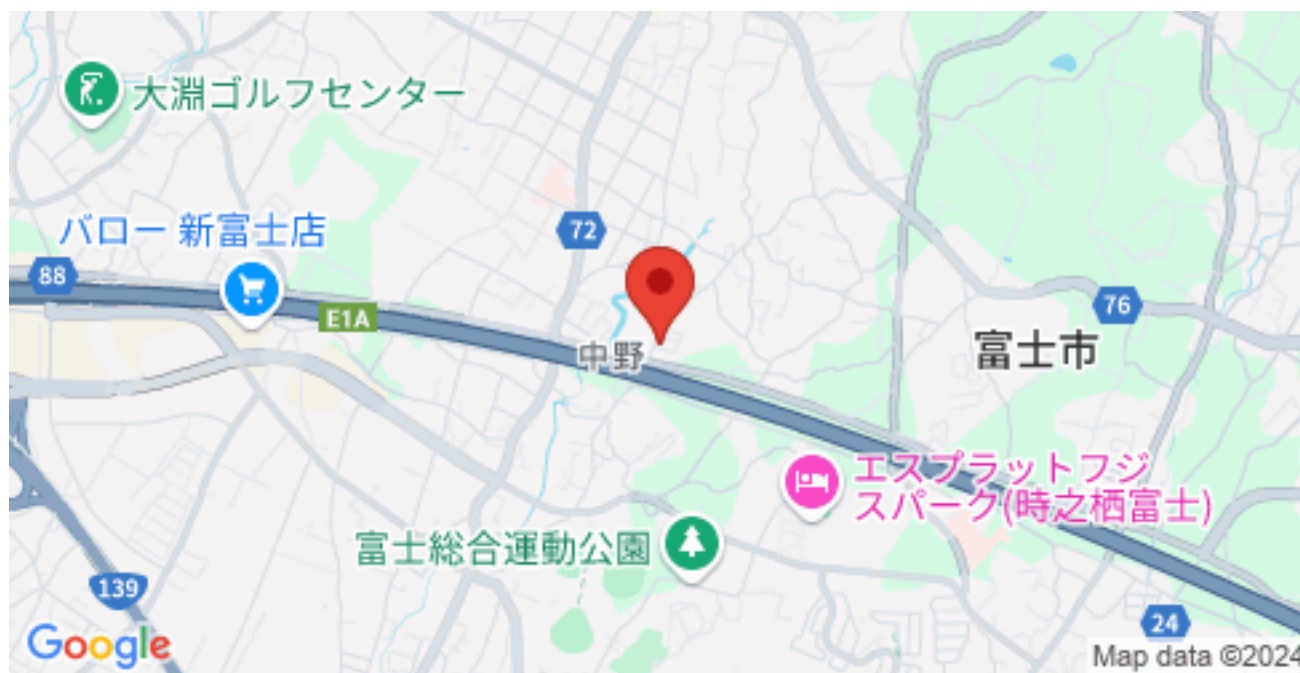 大淵ゴルフセンター
バロー 新富士店
72
88
E1A
76
中野
富士市
エスプラットフジ
スパーク(時之栖富士)
富士総合運動公園
139
24
Google
Map data ©2024